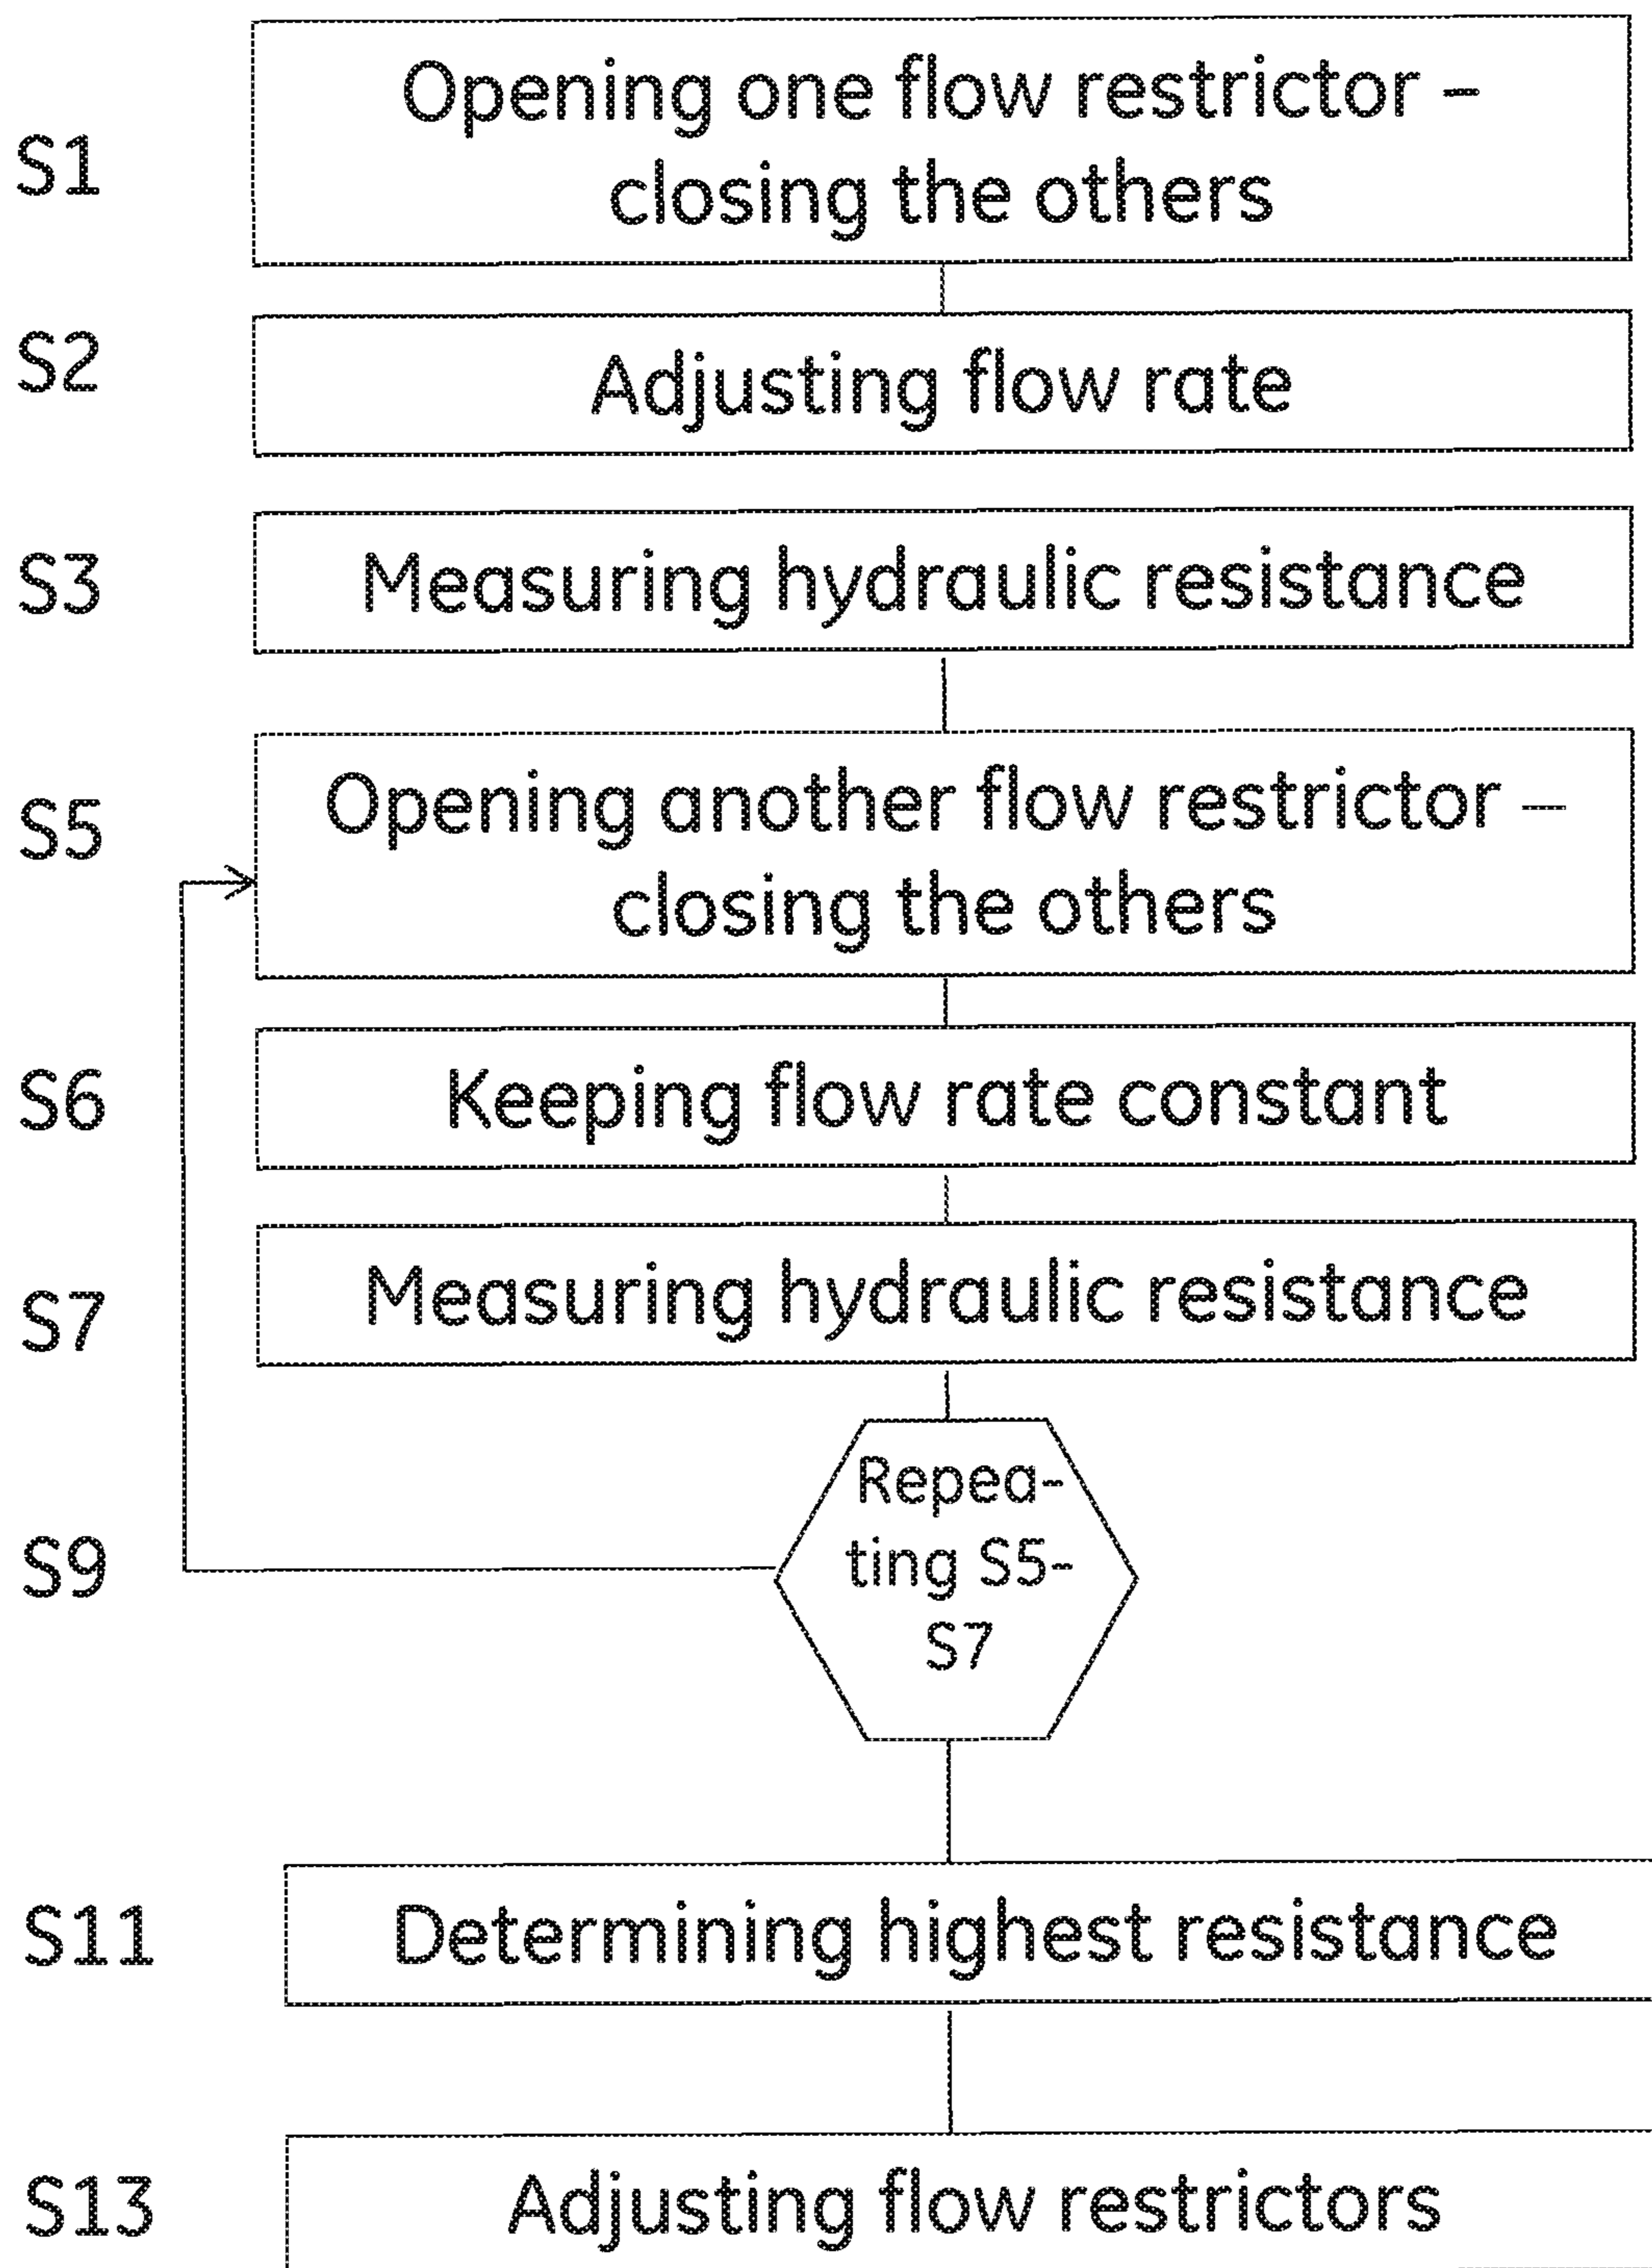 S1
Opening one flow restrictor –
closing the others
S2
Adjusting flow rate
S3
Measuring hydraulic resistance
S5
Opening another flow restrictor –
closing the others
S6
Keeping flow rate constant
S7
Measuring hydraulic resistance
S9
Repea-
ting S5-
S7
S11
Determining highest resistance
S13
Adjusting flow restrictors